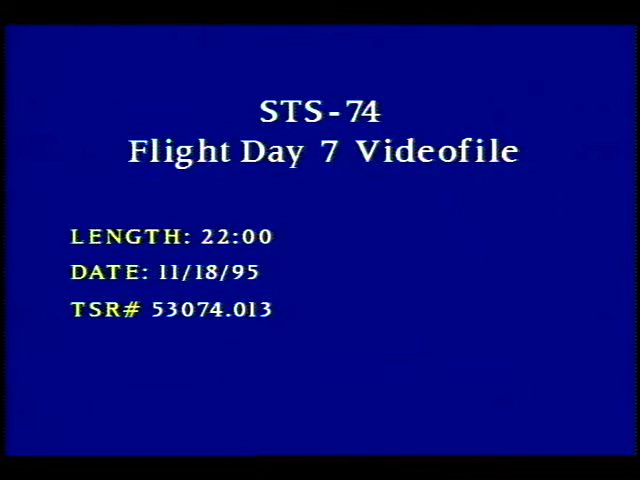 STS-74
Flight Day 7 Videofile
LENGTH: 22:00
DATE: 11/18/95
TSR# 53074.013